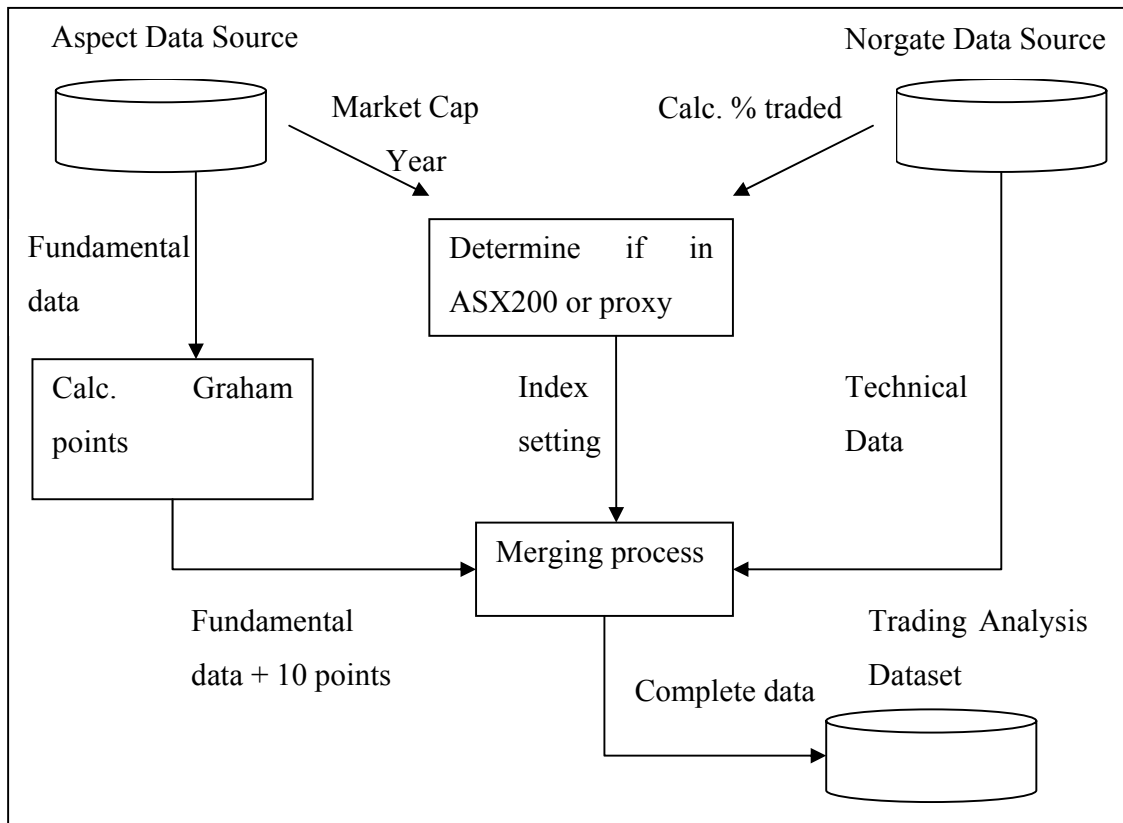 Aspect Data Source
Norgate Data Source
Market Cap
Year
Calc. % traded
Fundamental
data
Determine if in
ASX200 or proxy
Calc. Graham
points
Index
setting
Technical
Data
Merging process
Fundamental
data + 10 points
Complete data
Trading Analysis
Dataset